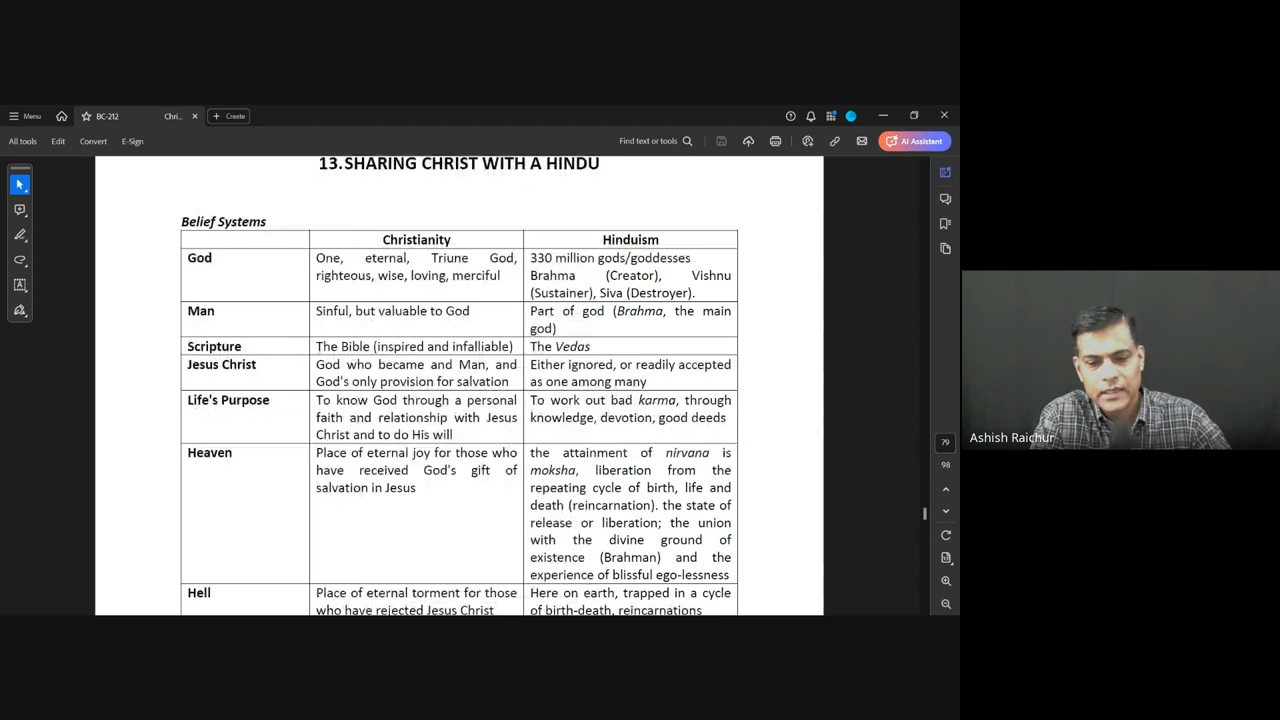 Menu
BC-212
Chri...
Create
All tools
Edit
Convert
E-Sign
Find text or tools
AI Assistant
13.SHARING CHRIST WITH A HINDU
Belief Systems
Christianity
Hinduism
God
One, eternal, Triune God,
righteous, wise, loving, merciful
330 million gods/goddesses
Brahma (Creator), Vishnu
(Sustainer), Siva (Destroyer).
Man
Sinful, but valuable to God
Part of god (Brahma, the main
god)
Scripture
The Bible (inspired and infalliable)
The Vedas
Jesus Christ
God who became and Man, and
God's only provision for salvation
Either ignored, or readily accepted
as one among many
Life's Purpose
To know God through a personal
faith and relationship with Jesus
Christ and to do His will
To work out bad karma, through
knowledge, devotion, good deeds
Heaven
Place of eternal joy for those who
have received God's gift of
salvation in Jesus
the attainment of nirvana is
moksha, liberation from the
repeating cycle of birth, life and
death (reincarnation). the state of
release or liberation; the union
with the divine ground of
existence (Brahman) and the
experience of blissful ego-lessness
Hell
Place of eternal torment for those
who have rejected Jesus Christ
Here on earth, trapped in a cycle
of birth-death, reincarnations
79
98
Ashish Raichur